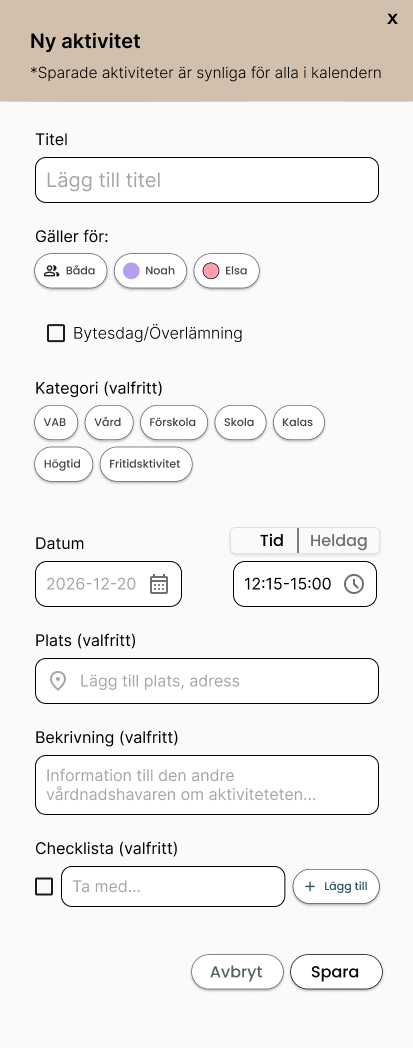 x
Ny aktivitet
*Sparade aktiviteter är synliga för alla i kalendern
Titel
Lägg till titel
Gäller för:
Båda Noah Elsa
Bytesdag/Överlämning
Kategori (valfritt)
VAB Vård Förskola Skola Kalas
Högtid Fritidsktivitet
Tid Heldag
Datum
2026-12-20 12:15-15:00
Plats (valfritt)
Lägg till plats, adress
Bekrivning (valfritt)
Information till den andre
vårdnadshavaren om aktiviteteten...
Checklista (valfritt)
Ta med... + Lägg till
Avbryt Spara